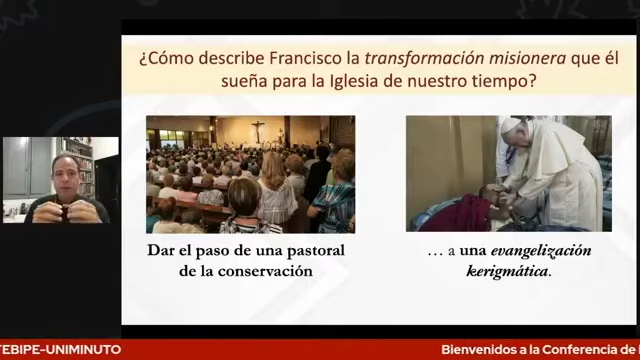 ¿Cómo describe Francisco la transformación misionera que él
sueña para la Iglesia de nuestro tiempo?
Dar el paso de una pastoral
de la conservación
… a una evangelización
kerigmática.
TEBIPE-UNIMINUTO
Bienvenidos a la Conferencia de